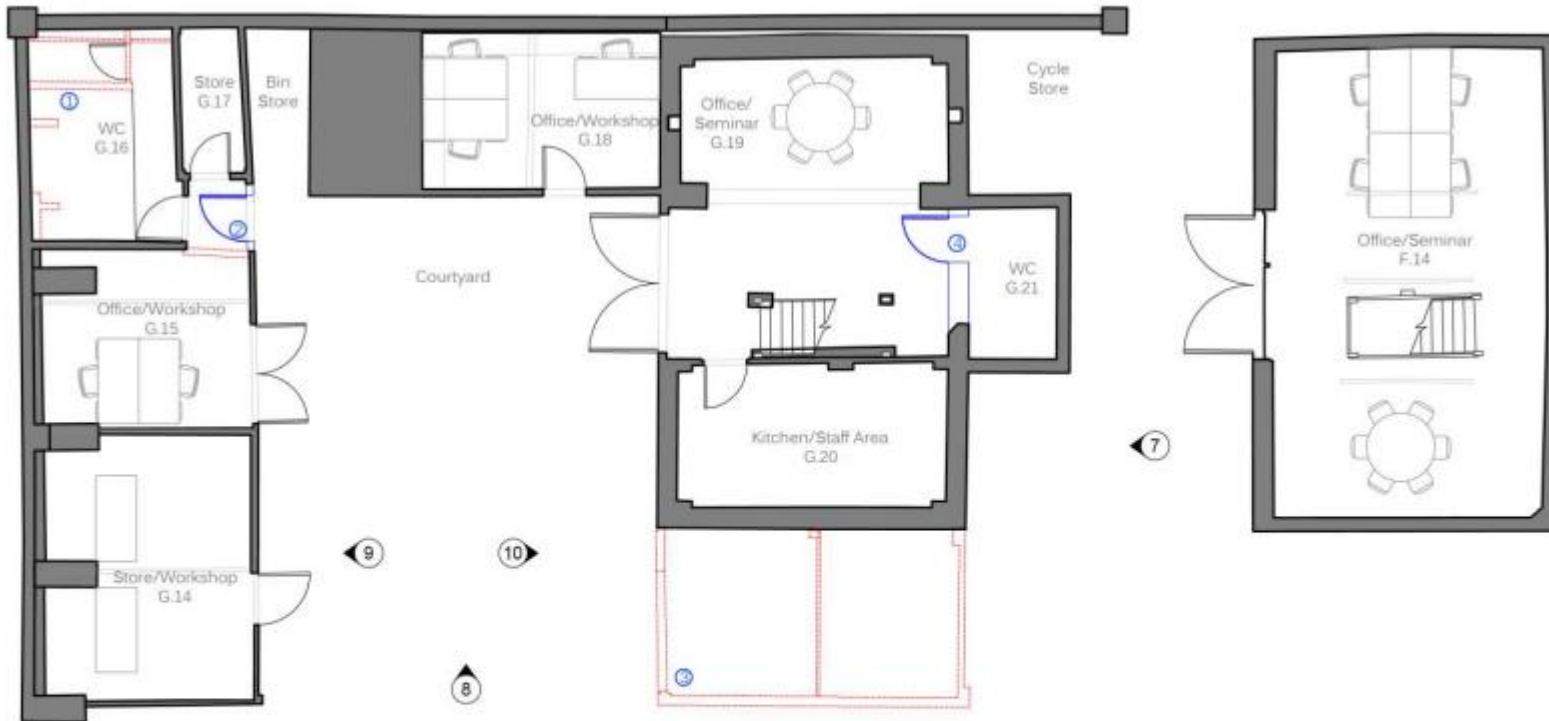 1
WC
G.16
Store
G.17
Bin
Store
2
Office/Workshop
G.18
Office/
Seminar
G.19
Cycle
Store
4
WC
G.21
Courtyard
Office/Workshop
G.15
Office/Seminar
F.14
Kitchen/Staff Area
G.20
7
9
10
Store/Workshop
G.14
3
8